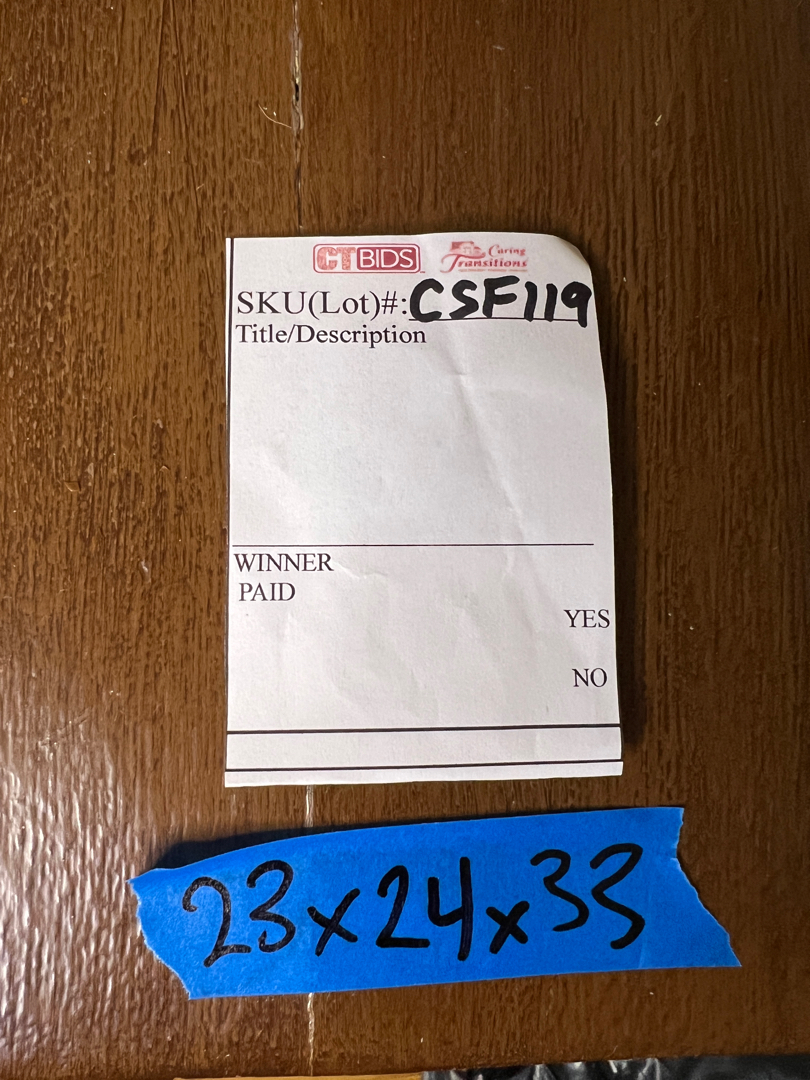 CTBIDS
Caring
Transitions
SKU(Lot)#:CSF119
Title/Description
WINNER
PAID
YES
NO
23x24x33